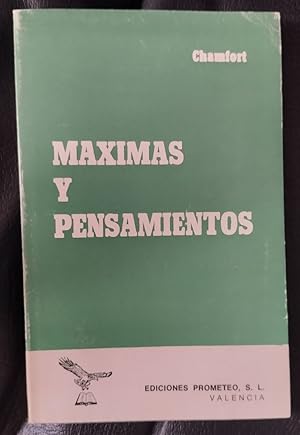 Chamfort
MAXIMAS
Y
PENSAMIENTOS
EDICIONES PROMETEO, S. L.
VALENCIA